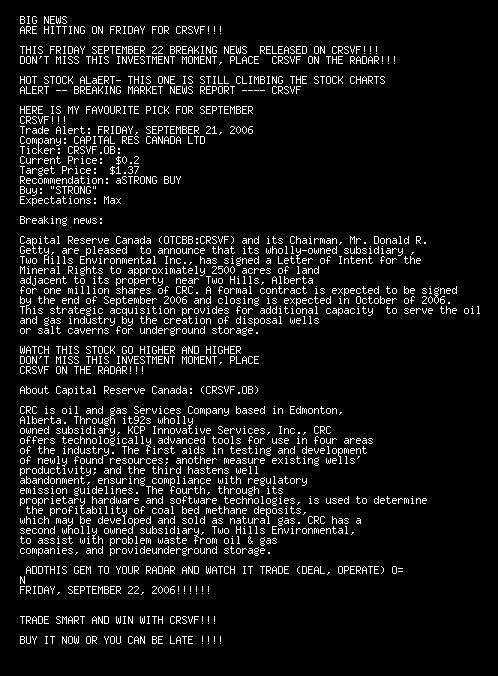 BIG NEWS
ARE HITTING ON FRIDAY FOR CRSVF!!!
THIS FRIDAY SEPTEMBER 22 BREAKING NEWS  RELEASED ON CRSVF!!!
DON'T MISS THIS INVESTMENT MOMENT, PLACE  CRSVF ON THE RADAR!!!
HOT STOCK ALaERT- THIS ONE IS STILL CLIMBING THE STOCK CHARTS
ALERT -- BREAKING MARKET NEWS REPORT ---- CRSVF
HERE IS MY FAVOURITE PICK FOR SEPTEMBER
CRSVF!!!
Trade Alert: FRIDAY, SEPTEMBER 21, 2006
Company: CAPITAL RES CANADA LTD
Ticker: CRSVF.OB:
Current Price:  $0.2
Target Price:  $1.37
Recommendation: aSTRONG BUY
Buy: "STRONG"
Expectations: Max
Breaking news:
Capital Reserve Canada (OTCBB:CRSVF) and its Chairman, Mr. Donald R.
Getty, are pleased  to announce that its wholly-owned subsidiary ,
Two Hills Environmental Inc., has signed a Letter of Intent for the
Mineral Rights to approximately 2500 acres of land
adjacent to its property  near Two Hills, Alberta
for one million shares of CRC. A formal contract is expected to be signed
by the end of September 2006 and closing is expected in October of 2006.
This strategic acquisition provides for additional capacity  to serve the oil
and gas industry by the creation of disposal wells
or salt caverns for underground storage.
WATCH THIS STOCK GO HIGHER AND HIGHER
DON'T MISS THIS INVESTMENT MOMENT, PLACE
CRSVF ON THE RADAR!!!
About Capital Reserve Canada: (CRSVF.OB)
CRC is oil and gas Services Company based in Edmonton,
Alberta. Through it92s wholly
owned subsidiary, KCP Innovative Services, Inc., CRC
offers technologically advanced tools for use in four areas
of the industry. The first aids in testing and development
of newly found resources; another measure existing wells'
productivity; and the third hastens well
abandonment, ensuring compliance with regulatory
emission guidelines. The fourth, through its
proprietary hardware and software technologies, is used to determine
the profitability of coal bed methane deposits,
which may be developed and sold as natural gas. CRC has a
second wholly owned subsidiary, Two Hills Environmental,
to assist with problem waste from oil & gas
companies, and provideunderground storage.
ADDTHIS GEM TO YOUR RADAR AND WATCH IT TRADE (DEAL, OPERATE) O=
N
FRIDAY, SEPTEMBER 22, 2006!!!!!!
TRADE SMART AND WIN WITH CRSVF!!!
BUY IT NOW OR YOU CAN BE LATE !!!!